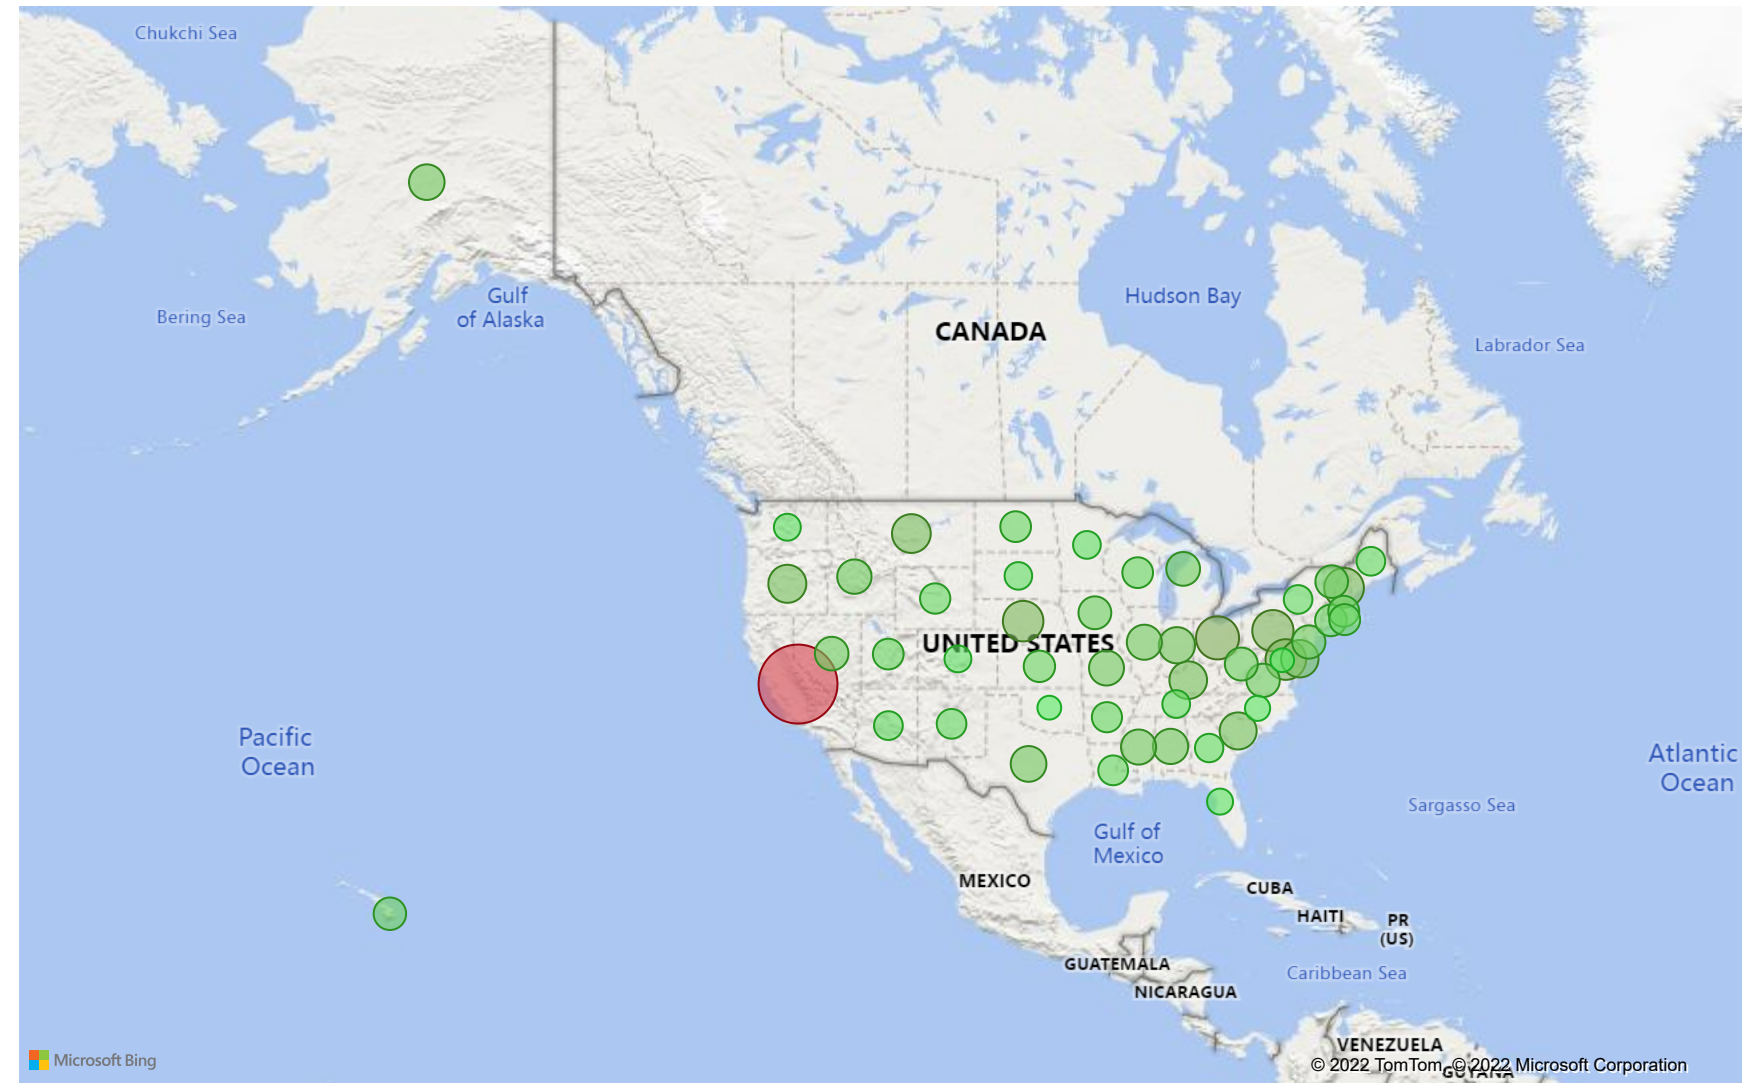 Chukchi Sea
Gulf
of Alaska
Bering Sea
Hudson Bay
CANADA
Labrador Sea
UNITED STATES
Pacific
Ocean
Atlantic
Ocean
Sargasso Sea
Gulf of
Mexico
MEXICO
CUBA
HAITI
PR
(US)
GUATEMALA
Caribbean Sea
NICARAGUA
VENEZUELA
Microsoft Bing
© 2022 TomTom, © 2022 Microsoft Corporation
GUYANA